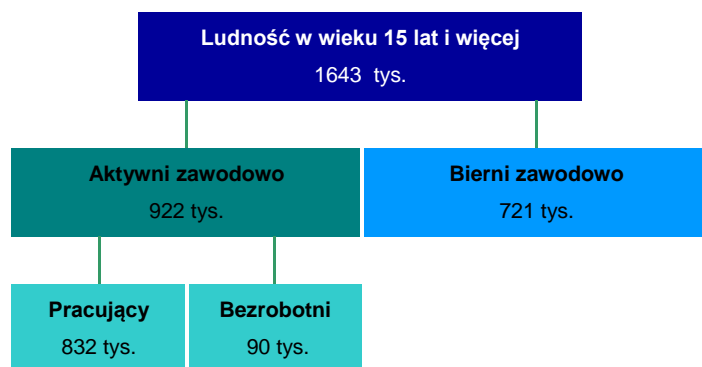 Ludność w wieku 15 lat i więcej
1643 tys.
Aktywni zawodowo
922 tys.
Bierni zawodowo
721 tys.
Pracujący
832 tys.
Bezrobotni
90 tys.